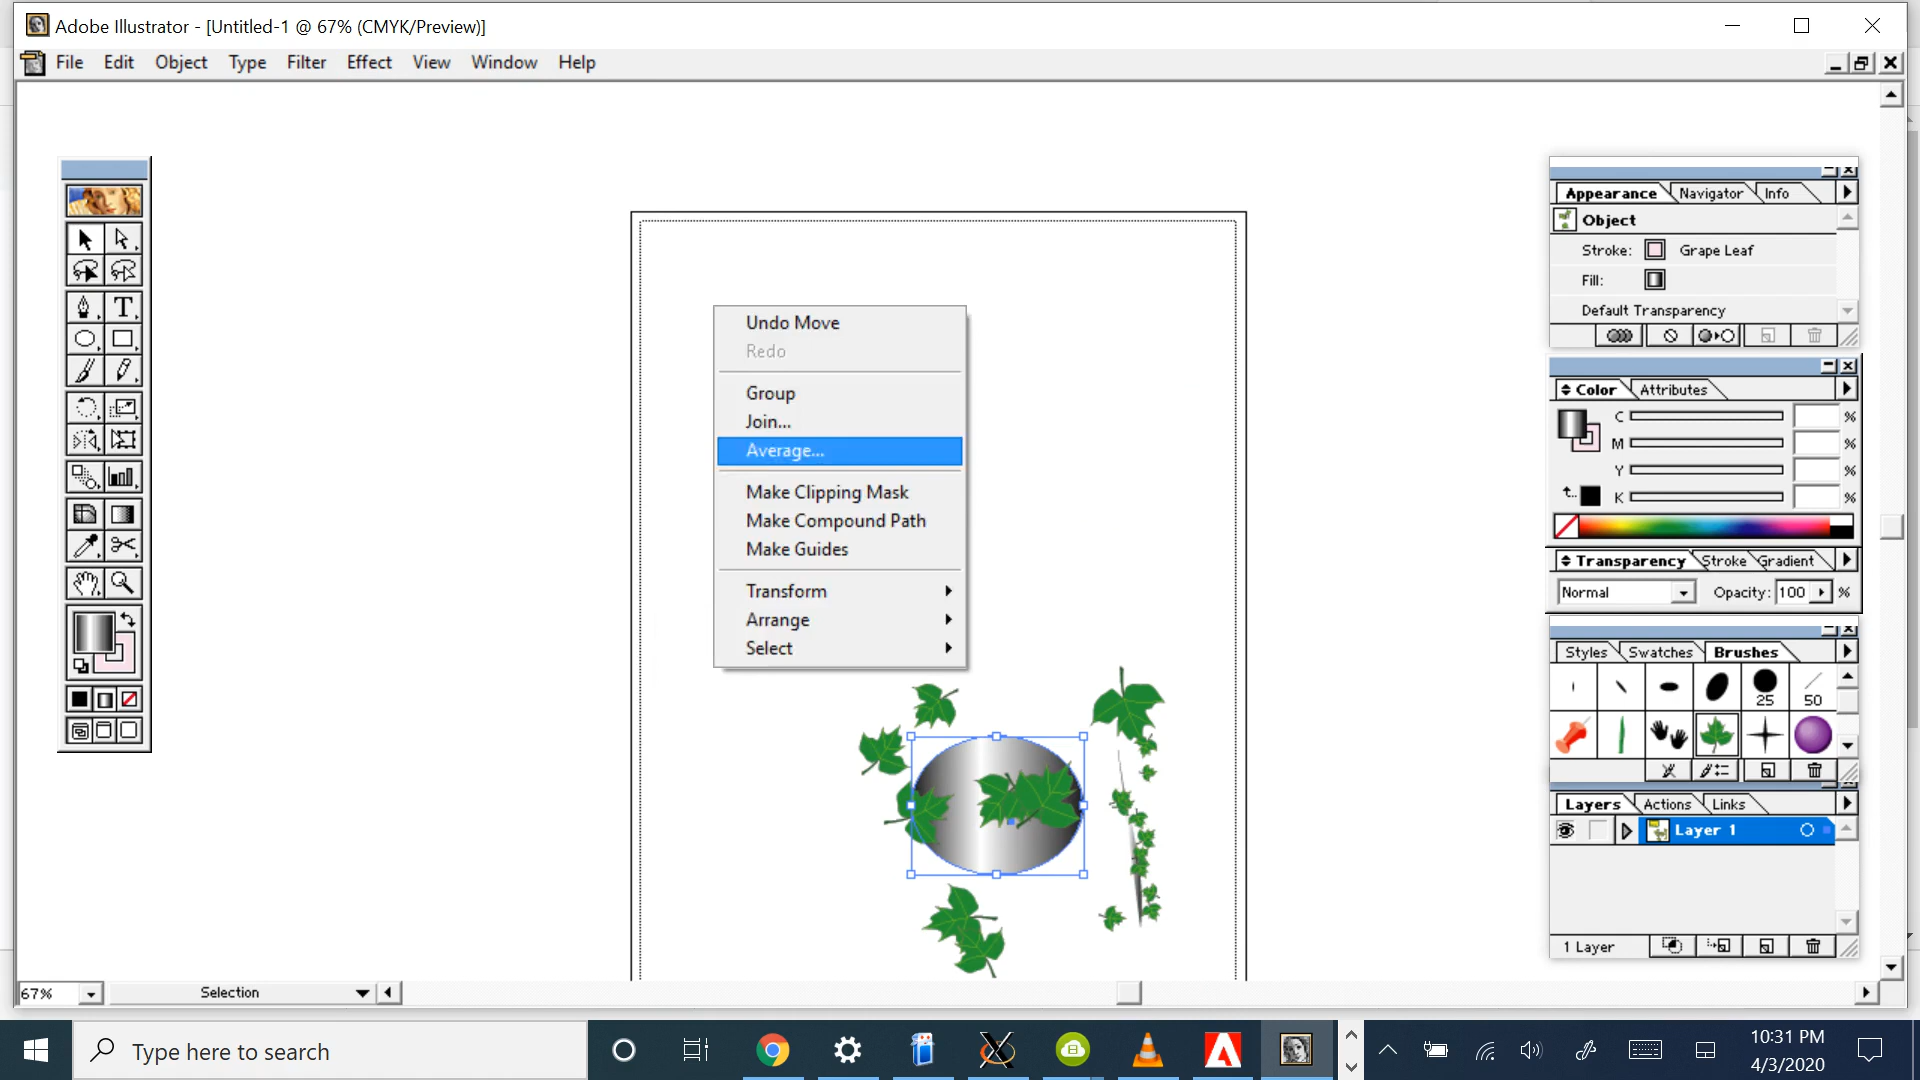 Adobe Illustrator - [Untitled-1 @ 67% (CMYK/Preview)]
File Edit Object Type Filter Effect View Window Help
Appearance Navigator Info
Object
Stroke: Grape Leaf
Fill:
Default Transparency
Color Attributes
C %
M %
Y %
K %
Transparency Stroke Gradient
Normal Opacity: 100 %
Styles Swatches Brushes
25 50
Layers Actions Links
Layer 1
1 Layer
T
Undo Move
Redo
Group
Join...
Average...
Make Clipping Mask
Make Compound Path
Make Guides
Transform
Arrange
Select
67% Selection
Type here to search
10:31 PM
4/3/2020